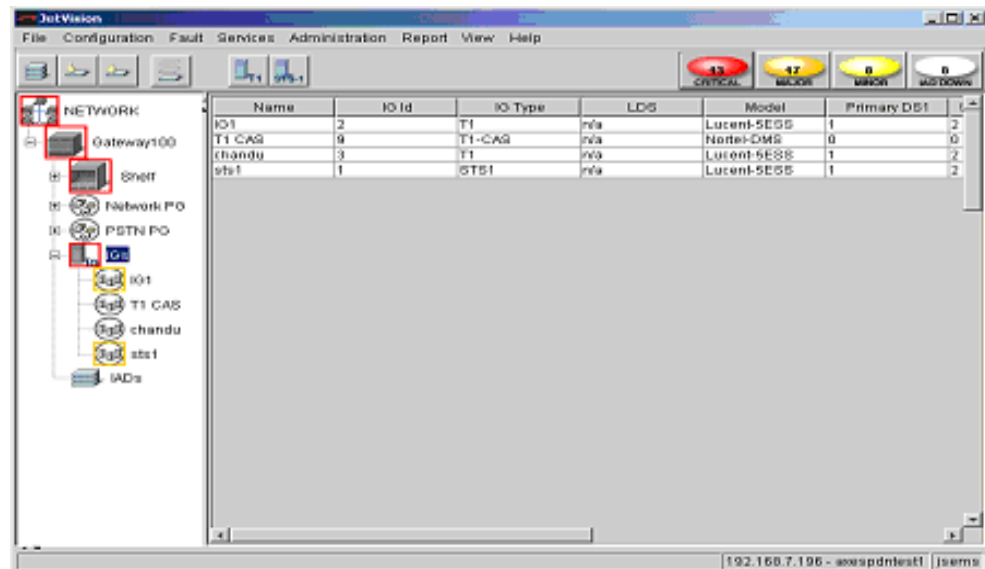 JetVision
File Configuration Fault Services Administration Report View Help
T1 STS-1
13 CRITICAL 47 MAJOR 8 MINOR 0 IAD DOWN
NETWORK
Gateway100
Shelf
Network PG
PSTN PG
IGs
IG1
T1 CAS
chandu
sts1
IADs
Name IG Id IG Type LDS Model Primary DS1
IG1 2 T1 n/a Lucent-5ESS 1 2
T1 CAS 9 T1-CAS n/a Nortel-DMS 0 0
chandu 3 T1 n/a Lucent-5ESS 1 2
sts1 1 STS1 n/a Lucent-5ESS 1 2
192.168.7.196 - axespdntest1 jsems